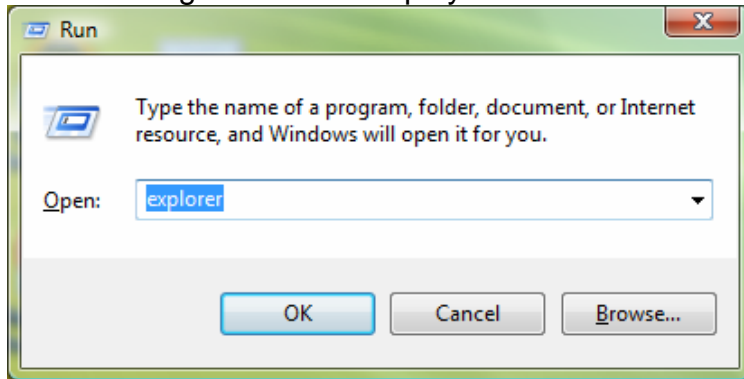 Run
Type the name of a program, folder, document, or Internet
resource, and Windows will open it for you.
Open: explorer
OK Cancel Browse...